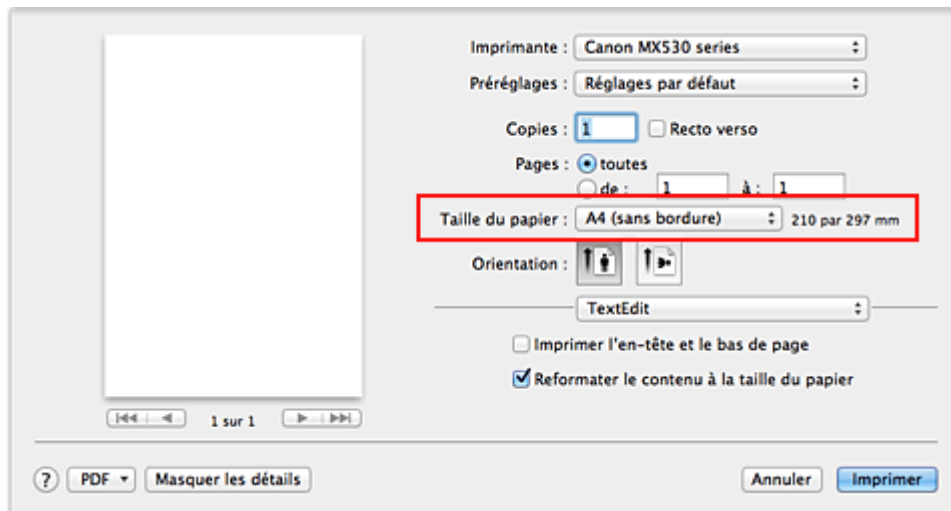 Imprimante : Canon MX530 series
Préréglages : Réglages par défaut
Copies : 1 Recto verso
Pages : toutes
de : 1 à : 1
Taille du papier : A4 (sans bordure) 210 par 297 mm
Orientation :
TextEdit
Imprimer l'en-tête et le bas de page
Reformater le contenu à la taille du papier
1 sur 1
? PDF Masquer les détails Annuler Imprimer